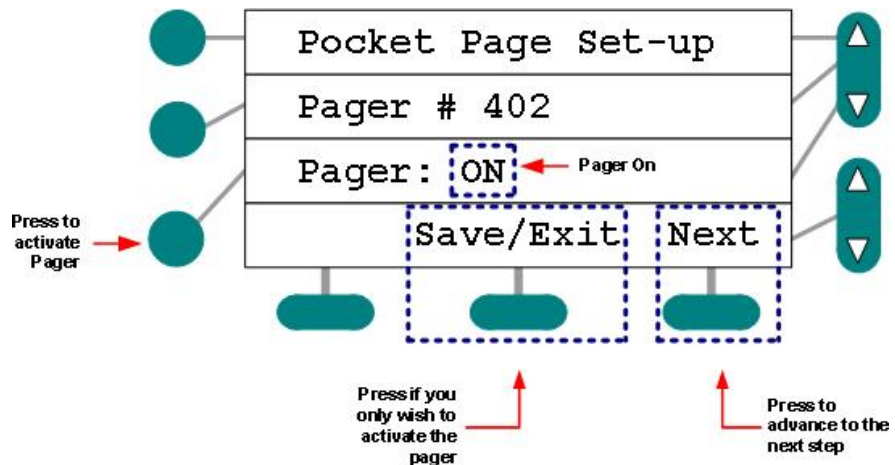 Pocket Page Set-up
Pager # 402
Pager: ON
Pager On
Press to
activate
Pager
Save/Exit
Next
Press if you
only wish to
activate the
pager
Press to
advance to the
next step